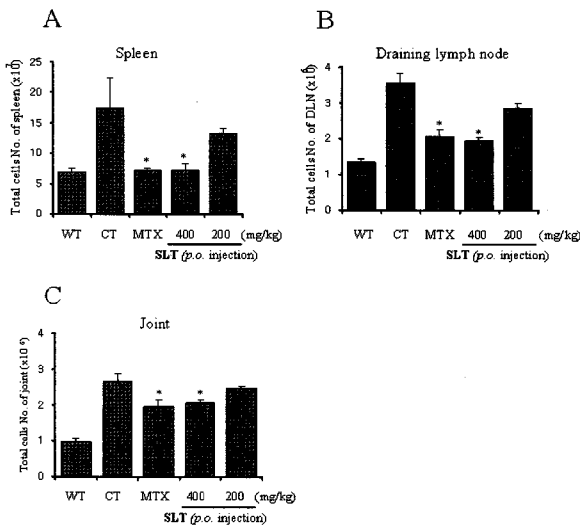 A
Spleen
Total cells No. of spleen (x10⁷)
25
20
15
10
5
0
*
*
WT CT MTX 400 200 (mg/kg)
SLT (p.o. injection)
B
Draining lymph node
Total cells No. of DLN (x10⁶)
4
3
2
1
0
*
*
WT CT MTX 400 200 (mg/kg)
SLT (p.o. injection)
C
Joint
Total cells No. of joint (x10⁶)
4
3
2
1
0
*
*
WT CT MTX 400 200 (mg/kg)
SLT (p.o. injection)